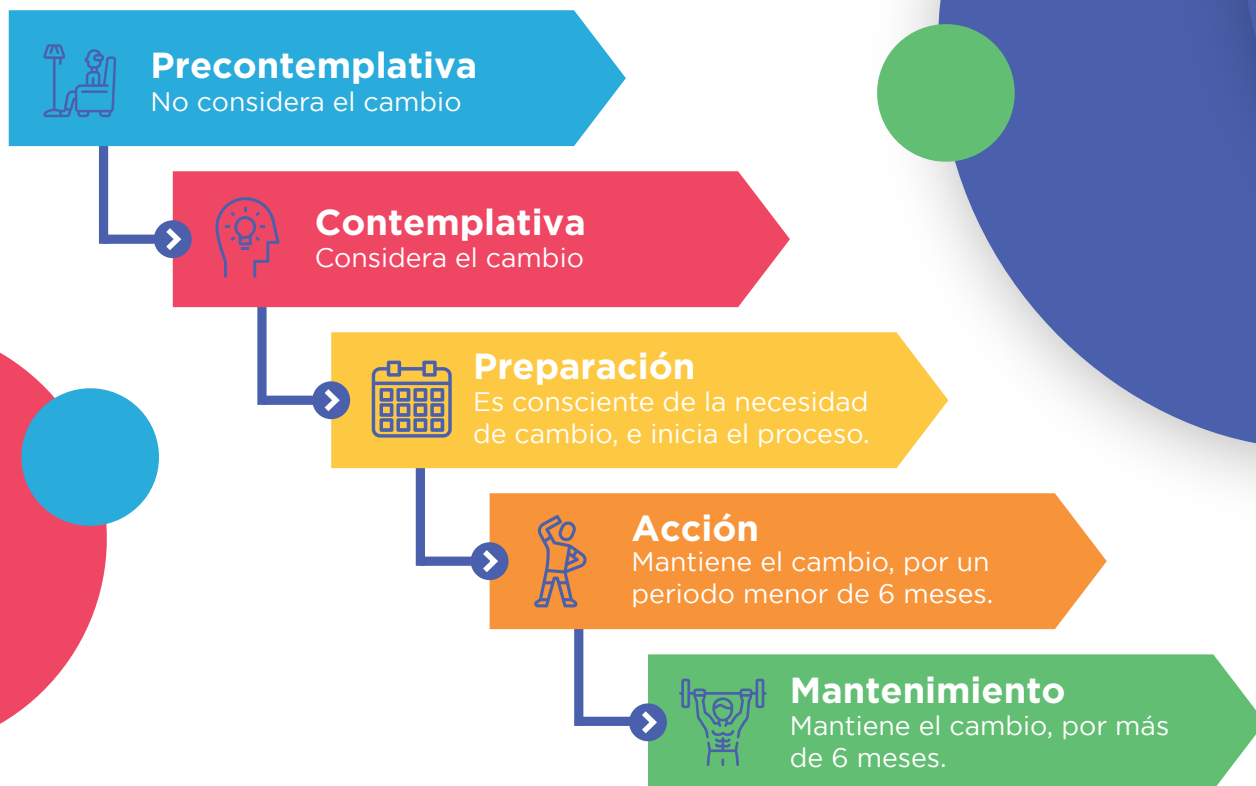 Precontemplativa
No considera el cambio
Contemplativa
Considera el cambio
Preparación
Es consciente de la necesidad
de cambio, e inicia el proceso.
Acción
Mantiene el cambio, por un
periodo menor de 6 meses.
Mantenimiento
Mantiene el cambio, por más
de 6 meses.